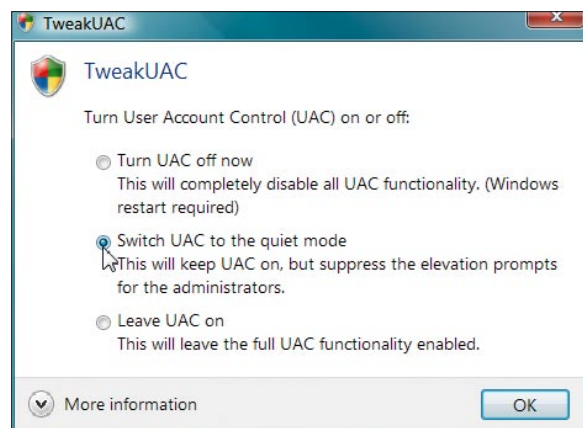 TweakUAC
TweakUAC
Turn User Account Control (UAC) on or off:
Turn UAC off now
This will completely disable all UAC functionality. (Windows
restart required)
Switch UAC to the quiet mode
This will keep UAC on, but suppress the elevation prompts
for the administrators.
Leave UAC on
This will leave the full UAC functionality enabled.
More information
OK